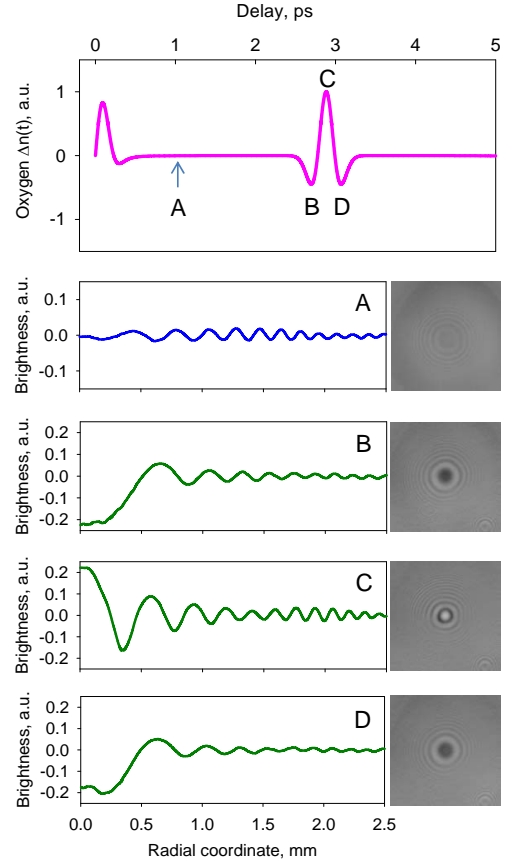 Delay, ps
0 1 2 3 4 5
Oxygen Δn(t), a.u.
1
0
-1
A
B
C
D
Brightness, a.u.
0.1
0.0
-0.1
A
Brightness, a.u.
0.2
0.1
0.0
-0.1
-0.2
B
Brightness, a.u.
0.2
0.1
0.0
-0.1
-0.2
C
Brightness, a.u.
0.2
0.1
0.0
-0.1
-0.2
D
0.0 0.5 1.0 1.5 2.0 2.5
Radial coordinate, mm